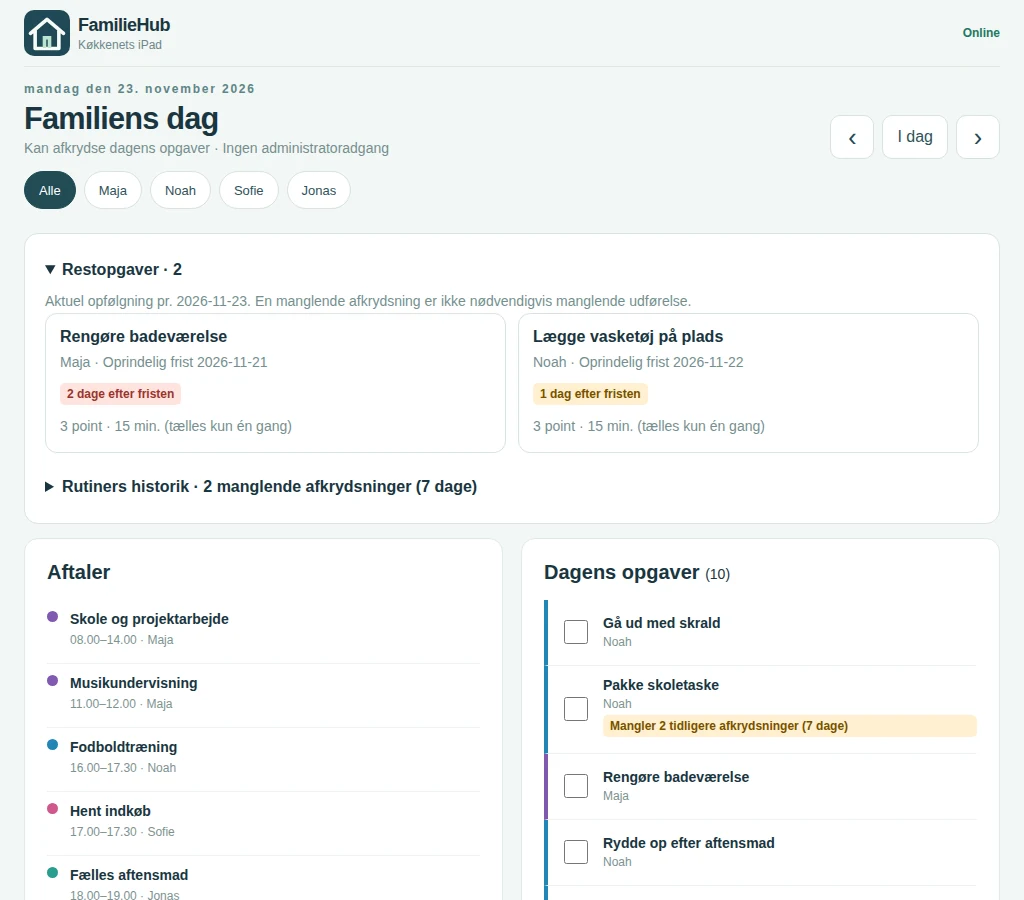 FamilieHub
Køkkenets iPad
Online
mandag den 23. november 2026
Familiens dag
Kan afkrydse dagens opgaver · Ingen administratoradgang
‹ I dag ›
Alle Maja Noah Sofie Jonas
▼ Restopgaver · 2
Aktuel opfølgning pr. 2026-11-23. En manglende afkrydsning er ikke nødvendigvis manglende udførelse.
Rengøre badeværelse
Maja · Oprindelig frist 2026-11-21
2 dage efter fristen
3 point · 15 min. (tælles kun én gang)
Lægge vasketøj på plads
Noah · Oprindelig frist 2026-11-22
1 dag efter fristen
3 point · 15 min. (tælles kun én gang)
▶ Rutiners historik · 2 manglende afkrydsninger (7 dage)
Aftaler
Skole og projektarbejde
08.00–14.00 · Maja
Musikundervisning
11.00–12.00 · Maja
Fodboldtræning
16.00–17.30 · Noah
Hent indkøb
17.00–17.30 · Sofie
Fælles aftensmad
18.00–19.00 · Jonas
Dagens opgaver (10)
Gå ud med skrald
Noah
Pakke skoletaske
Noah
Mangler 2 tidligere afkrydsninger (7 dage)
Rengøre badeværelse
Maja
Rydde op efter aftensmad
Noah